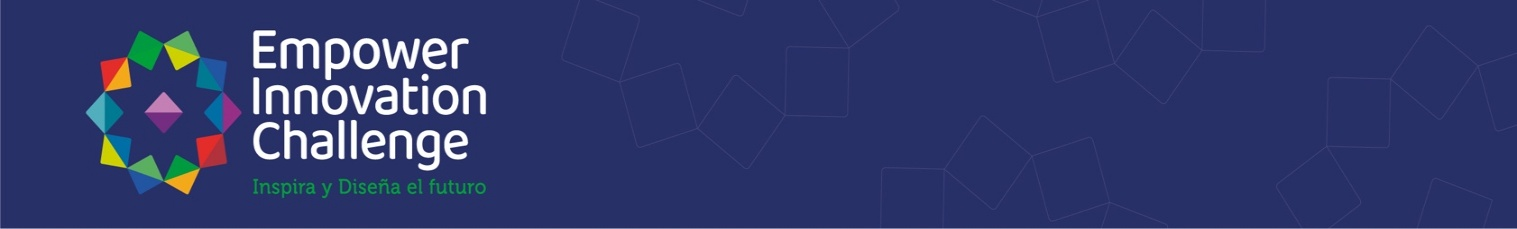 Empower
Innovation
Challenge
Inspira y Diseña el futuro